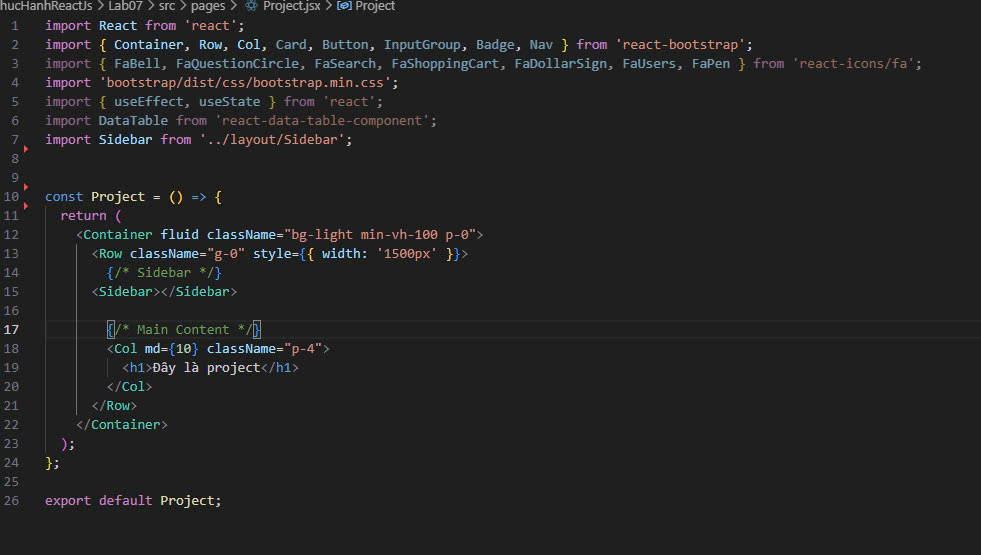 hucHanhReactJs > Lab07 > src > pages > Project.jsx > Project
1 import React from 'react';
2 import { Container, Row, Col, Card, Button, InputGroup, Badge, Nav } from 'react-bootstrap';
3 import { FaBell, FaQuestionCircle, FaSearch, FaShoppingCart, FaDollarSign, FaUsers, FaPen } from 'react-icons/fa';
4 import 'bootstrap/dist/css/bootstrap.min.css';
5 import { useEffect, useState } from 'react';
6 import DataTable from 'react-data-table-component';
7 import Sidebar from '../layout/Sidebar';
8
9
10 const Project = () => {
11   return (
12     <Container fluid className="bg-light min-vh-100 p-0">
13       <Row className="g-0" style={{ width: '1500px' }}>
14         {/* Sidebar */}
15       <Sidebar></Sidebar>
16
17         {/* Main Content */}
18         <Col md={10} className="p-4">
19           <h1>Đây là project</h1>
20         </Col>
21       </Row>
22     </Container>
23   );
24 };
25
26 export default Project;